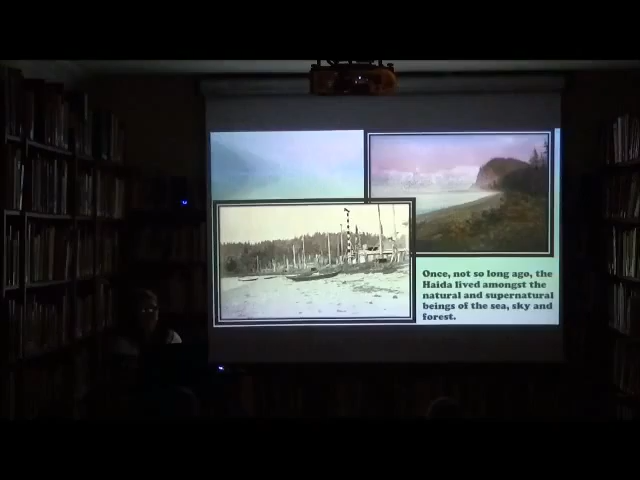 Once, not so long ago, the
Haida lived amongst the
natural and supernatural
beings of the sea, sky and
forest.